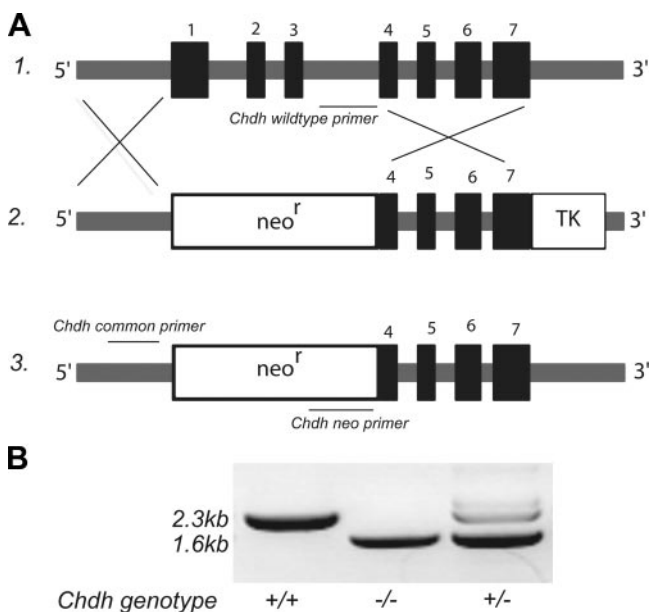 A
1 2 3 4 5 6 7
1. 5' 3'
Chdh wildtype primer
4 5 6 7
2. 5' neo^r TK 3'
Chdh common primer
4 5 6 7
3. 5' neo^r 3'
Chdh neo primer
B
2.3kb
1.6kb
Chdh genotype +/+ -/- +/-